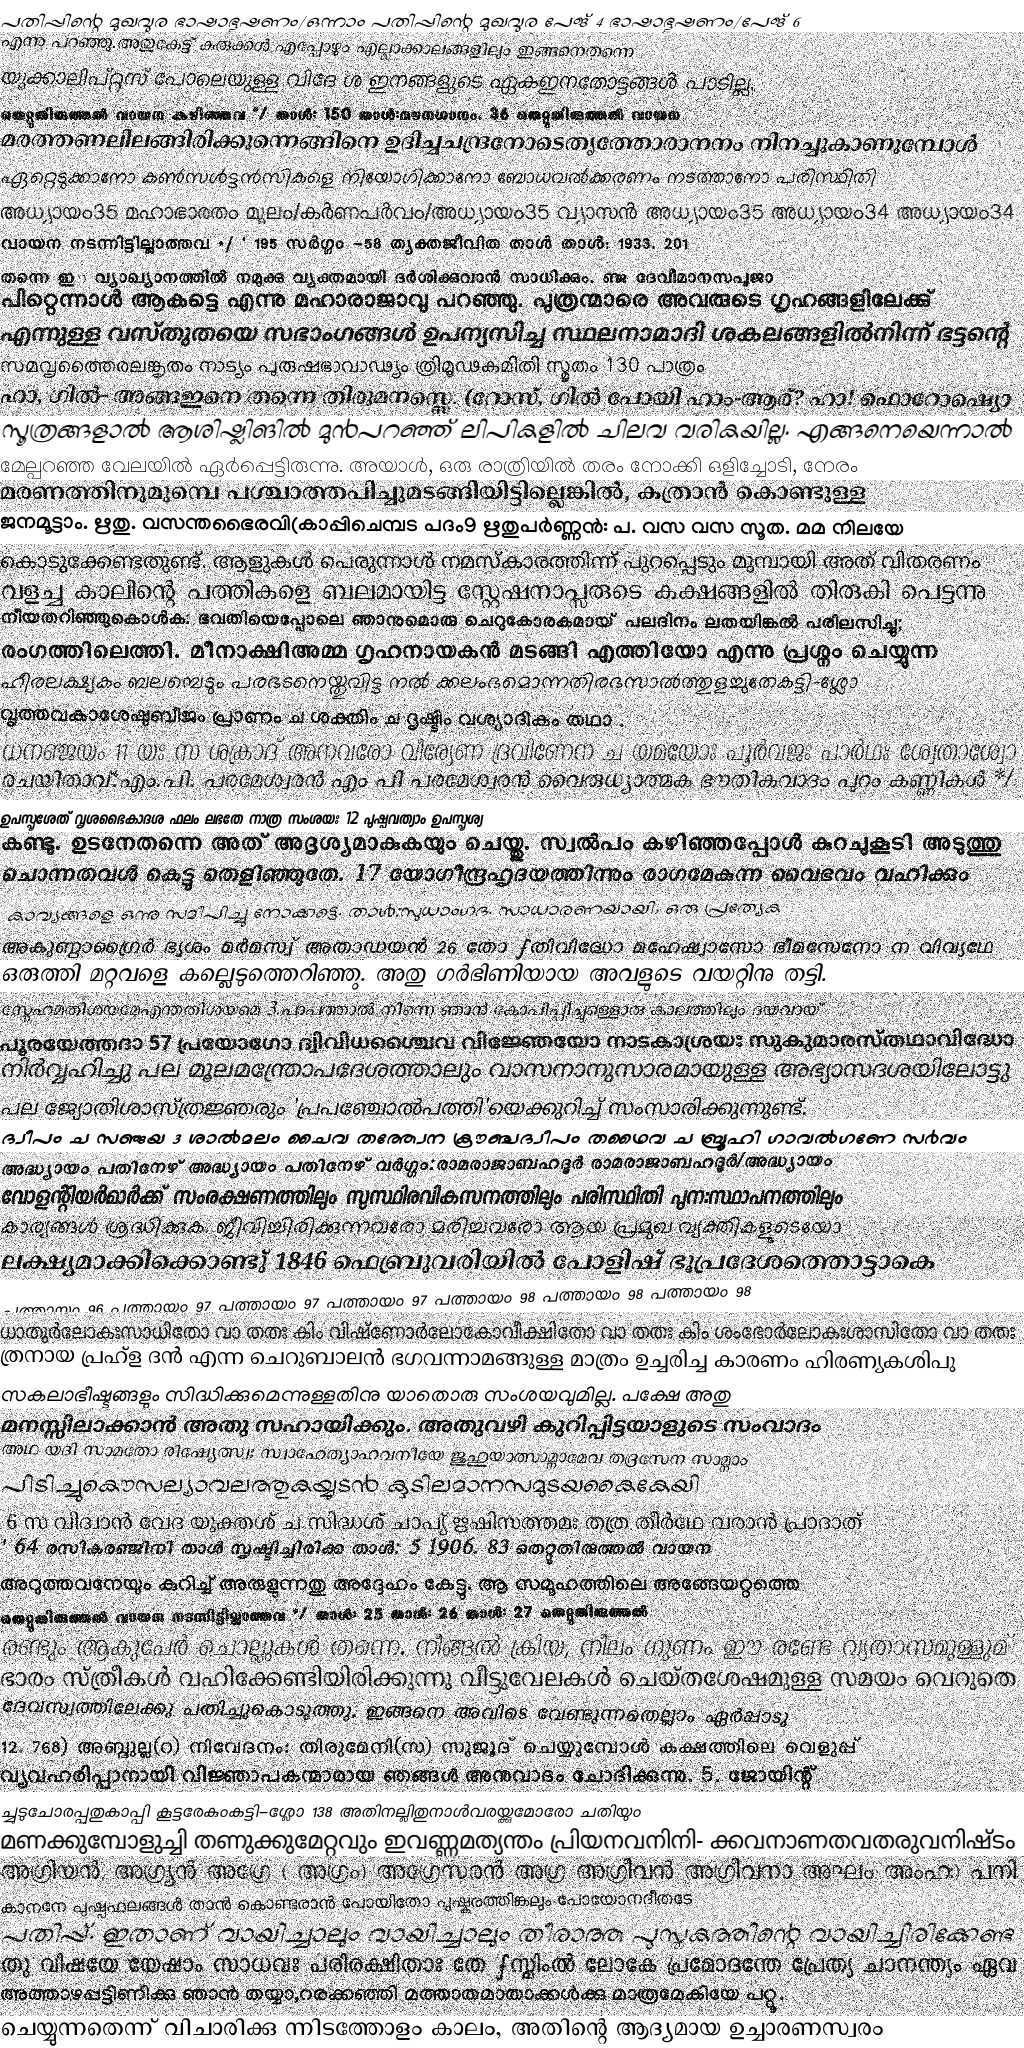 പതിപ്പിന്റെ മുഖവുര ഭാഷാഭൂഷണം/ഒന്നാം പതിപ്പിന്റെ മുഖവുര പേജ് 4 ഭാഷാഭൂഷണം/പേജ് 6
എന്നു പറഞ്ഞു.അതുകേട്ട് കുരുക്കൾ എപ്പോഴും എല്ലാക്കാലങ്ങളിലും ഇങ്ങനെതന്നെ
യൂക്കാലിപ്റ്റസ് പോലെയുള്ള വിദേ ശ ഇനങ്ങളുടെ ഏകഇനതോട്ടങ്ങൾ പാടില്ല.
തെറ്റുതിരുത്തൽ വായന കഴിഞ്ഞവ */ താൾ: 150 താൾ:മഴനഗാനം. 36 തെറ്റുതിരുത്തൽ വായന
മരത്തണലിലങ്ങിരിക്കുന്നെങ്ങിനെ ഉദിച്ചചന്ദ്രനോടെതൃത്തോരാനനം നിനച്ചുകാണുമ്പോൾ
ഏറ്റെടുക്കാനോ കൺസൾട്ടൻസികളെ നിയോഗിക്കാനോ ബോധവൽക്കരണം നടത്താനോ പരിസ്ഥിതി
അധ്യായം35 മഹാഭാരതം മൂലം/കർണപർവം/അധ്യായം35 വ്യാസൻ അധ്യായം35 അധ്യായം34 അധ്യായം34
വായന നടന്നിട്ടില്ലാത്തവ */ ' 195 സർഗ്ഗം -58 ത്യക്തജീവിത താൾ താൾ: 1933. 201
തന്നെ ഈ വ്യാഖ്യാനത്തിൽ നമുക്കു വ്യക്തമായി ദർശിക്കുവാൻ സാധിക്കും. ങ്ങ ദേവീമാനസപൂജാ
പിറ്റെന്നാൾ ആകട്ടെ എന്നു മഹാരാജാവു പറഞ്ഞു. പുത്രന്മാരെ അവരുടെ ഗൃഹങ്ങളിലേക്കു്
എന്നുള്ള വസ്തുതയെ സഭാംഗങ്ങൾ ഉപന്യസിച്ച സ്ഥലനാമാദി ശകലങ്ങളിൽനിന്ന് ഭട്ടന്റെ
സമവൃത്തൈരലങ്കൃതം നാട്യം പുരുഷഭാവാഢ്യം ത്രിമൂഢകമിതി സ്മൃതം 130 പാത്രം
ഹാ, ഗിൽ- അങ്ങഇനെ തന്നെ തിരുമനസ്സെ. (റോസ്, ഗിൽ പോയി ഹാം-ആര്? ഹാ! ഫൊറോഷ്യൊ
സൂത്രങ്ങളാൽ ആശിഷ്ലിങിൽ മുൻപറഞ്ഞ് ലിപികളിൽ ചിലവ വരികയില്ല. എങ്ങനെയെന്നാൽ
മേല്പറഞ്ഞ വേലയിൽ ഏർപ്പെട്ടിരുന്നു. അയാൾ, ഒരു രാത്രിയിൽ തരം നോക്കി ഒളിച്ചോടി, നേരം
മരണത്തിനുമുമ്പെ പശ്ചാത്തപിച്ചുമടങ്ങിയിട്ടില്ലെങ്കിൽ, കത്രാൻ കൊണ്ടുള്ള
ജനമൂട്ടാം. ഋതു. വസന്തഭൈരവി(കാപ്പിചെമ്പട പദം9 ഋതുപർണ്ണൻ: പ. വസ വസ സൂത. മമ നിലയേ
കൊടുക്കേണ്ടതുണ്ട്. ആളുകൾ പെരുന്നാൾ നമസ്കാരത്തിന്ന് പുറപ്പെടും മുമ്പായി അത് വിതരണം
വളച്ച കാലിന്റെ പത്തികളെ ബലമായിട്ട സ്റ്റേഷനാപ്സരുടെ കക്ഷങ്ങളിൽ തിരുകി പെട്ടന്നു
നീയതറിഞ്ഞുകൊൾക: ഭവതിയെപ്പോലെ ഞാനുമൊരു ചെറുകോരകമായ് പലദിനം ലതയിങ്കൽ പരിലസിച്ചു;
രംഗത്തിലെത്തി. മീനാക്ഷിഅമ്മ ഗൃഹനായകൻ മടങ്ങി എത്തിയോ എന്നു പ്രശ്നം ചെയ്യുന്ന
ഹീരലക്ഷ്യകം ബലമ്പെടും പരഭടനെയ്തുവിട്ട നൽ ക്കലംഭമൊന്നതിരഭസാൽത്തുളച്ചുതേകട്ടി-ശ്ലോ
വൃത്തവകാശേഷുബീജം പ്രാണം ച ശക്തിം ച ദൃഷ്ടിം വശ്യാദികം തഥാ .
ധനഞ്ജയം 11 യഃ സ ശക്രാദ് അനവരോ വീര്യേണ ദ്രവിണേന ച യമയോഃ പൂർവജഃ പാർഥഃ ശ്വേതാശ്വോ
രചയിതാവ്:എം.പി. പരമേശ്വരൻ എം പി പരമേശ്വരൻ വൈരുധ്യാത്മക ഭൗതികവാദം പുറം കണ്ണികൾ */
ഉപസ്പൃശേത് വൃശഭൈകാദശ ഫലം ലഭതേ നാത്ര സംശയഃ 12 പുഷ്പവത്യാം ഉപസ്പൃശ്യ
കണ്ടു. ഉടനേതന്നെ അത് അദൃശ്യമാകുകയും ചെയ്തു. സ്വൽപം കഴിഞ്ഞപ്പോൾ കുറച്ചുകൂടി അടുത്തു
ചൊന്നതവൾ കെട്ടു തെളിഞ്ഞുതേ. 17 യോഗീന്ദ്രഹൃദയത്തിന്നും രാഗമേകുന്ന വൈഭവം വഹിക്കും
കാവ്യങ്ങളെ ഒന്നു സമീപിച്ചു നോക്കട്ടെ. താൾ:സുധാംഗദ. സാധാരണയായി, ഒരു പ്രത്യേക
അകുണ്ഠാഗ്രൈർ ഭൃശം മർമസ്വ് അതാഡയൻ 26 തോ ƒതിവിദ്ധോ മഹേഷ്വാസോ ഭീമസേനോ ന വിവ്യഥേ
ഒരുത്തി മറ്റവളെ കല്ലെടുത്തെറിഞ്ഞു. അതു ഗർഭിണിയായ അവളുടെ വയറ്റിനു തട്ടി.
സ്നേഹമതിശയമേഎന്തതിശയമെ 3.പാപത്താൽ നിന്നെ ഞാൻ കോപിപ്പിച്ചുള്ളൊരു കാലത്തിലും ദയവായ്
പൂരയേത്തദാ 57 പ്രയോഗോ ദ്വിവിധശ്ചൈവ വിജ്ഞേയോ നാടകാശ്രയഃ സുകുമാരസ്തഥാവിദ്ധോ
നിർവ്വഹിച്ചു പല മൂലമന്ത്രോപദേശത്താലും വാസനാനുസാരമായുള്ള അഭ്യാസദശയിലോട്ടു
പല ജ്യോതിശാസ്ത്രജ്ഞരും 'പ്രപഞ്ചോൽപത്തി'യെക്കുറിച്ച് സംസാരിക്കുന്നുണ്ട്.
ദ്വീപം ച സഞ്ചയ 3 ശാൽമലം ചൈവ തത്ത്വേന ക്രൗഞ്ചദ്വീപം തഥൈവ ച ബ്രൂഹി ഗാവൽഗണേ സർവം
അദ്ധ്യായം പതിനേഴ് അദ്ധ്യായം പതിനേഴ് വർഗ്ഗം:രാമരാജാബഹദൂർ രാമരാജാബഹദൂർ/അദ്ധ്യായം
വോളന്റിയർമാർക്ക് സംരക്ഷണത്തിലും സുസ്ഥിരവികസനത്തിലും പരിസ്ഥിതി പുനഃസ്ഥാപനത്തിലും
കാര്യങ്ങൾ ശ്രദ്ധിക്കുക. ജീവിച്ചിരിക്കുന്നവരോ മരിച്ചവരോ ആയ പ്രമുഖ വ്യക്തികളുടെയോ
ലക്ഷ്യമാക്കിക്കൊണ്ടു് 1846 ഫെബ്രുവരിയിൽ പോളിഷ് ഭൂപ്രദേശത്തൊട്ടാകെ
പത്തായം 96 പത്തായം 97 പത്തായം 97 പത്തായം 97 പത്തായം 98 പത്തായം 98 പത്തായം 98
ധാതുർലോകഃസാധിതോ വാ തതഃ കിം വിഷ്ണോർലോകോവീക്ഷിതോ വാ തതഃ കിം ശംഭോർലോകഃശാസിതോ വാ തതഃ
ത്രനായ പ്രഹ്ള ദൻ എന്ന ചെറുബാലൻ ഭഗവന്നാമങ്ങുള്ള മാത്രം ഉച്ചരിച്ച കാരണം ഹിരണ്യകശിപു
സകലാഭീഷ്ടങ്ങളും സിദ്ധിക്കുമെന്നുള്ളതിനു യാതൊരു സംശയവുമില്ല. പക്ഷേ അതു
മനസ്സിലാക്കാൻ അതു സഹായിക്കും. അതുവഴി കുറിപ്പിട്ടയാളുടെ സംവാദം
അഥ യദി സാമതോ രിഷ്യേത്സ്വഃ സ്വാഹേത്യാഹവനീയേ ജുഹുയാത്സാമ്നാമേവ തദ്രസേന സാമ്നാം
പിടിച്ചുകൌസല്യാവലത്തുകയ്യുടൻ കുടിലമാനസമുടയകൈകേയി
6 സ വിദ്വാൻ വേദ യുക്തശ് ച സിദ്ധശ് ചാപ്യ് ഋഷിസത്തമഃ തത്ര തീർഥേ വരാൻ പ്രാദാത്
' 64 രസികരഞ്ജിനി താൾ സൃഷ്ടിച്ചിരിക്കു താൾ: 5 1906. 83 തെറ്റുതിരുത്തൽ വായന
അറുത്തവനേയും കുറിച്ച് അരുളുന്നതു അദ്ദേഹം കേട്ടു. ആ സമൂഹത്തിലെ അങ്ങേയറ്റത്തെ
തെറ്റുതിരുത്തൽ വായന നടന്നിട്ടില്ലാത്തവ */ താൾ: 25 താൾ: 26 താൾ: 27 തെറ്റുതിരുത്തൽ
രണ്ടും ആകുപേർ ചൊല്ലുകൾ തന്നെ. നീങ്ങൽ ക്രിയ, നീലം ഗുണം ഈ രണ്ടേ വ്യത്രാസമുള്ളുമ്
ഭാരം സ്ത്രീകൾ വഹിക്കേണ്ടിയിരിക്കുന്നു വീട്ടുവേലകൾ ചെയ്തശേഷമുള്ള സമയം വെറുതെ
ദേവസ്വത്തിലേക്കു പതിച്ചുകൊടുത്തു. ഇങ്ങനെ അവിടെ വേണ്ടുന്നതെല്ലാം ഏർപ്പാടു
12. 768) അബൂുല്ല(റ) നിവേദനം: തിരുമേനി(സ) സുജൂദ് ചെയ്യുമ്പോൾ കക്ഷത്തിലെ വെളുപ്പ്
വ്യവഹരിപ്പാനായി വിജ്ഞാപകന്മാരായ ഞങ്ങൾ അനുവാദം ചോദിക്കുന്നു. 5. ജോയിന്റ്
ച്ചടുചോരപ്പതുകാപ്പി കൂട്ടരേകുംകട്ടി-ശ്ലോ 138 അതിനല്ലിതുനാൾവരയ്ക്കുമോരോ ചതിയും
മണക്കുമ്പോളുച്ചി തണുക്കുമേറ്റവും ഇവണ്ണമത്യന്തം പ്രിയനവനിനി- ക്കവനാണതവതരുവനിഷ്ടം
അഗ്രിയൻ, അഗ്ര്യൻ അഗ്രേ ( അഗ്രം) അഗ്രേസരൻ അഗ്ര അഗ്രീവൻ അഗ്രിവനാ അഘം അംഹ:) പനി
കാനനേ പുഷ്പഫലങ്ങൾ താൻ കൊണ്ടരാൻ പോയിതോ പുഷ്കരത്തിങ്കലും പോയോനദീതടേ
പതിപ്പ്. ഇതാണ് വായിച്ചാലും വായിച്ചാലും തീരാത്ത പുസ്തകത്തിന്റെ വായിച്ചിരിക്കേണ്ട
തു വിഷയേ യേഷാം സാധവഃ പരിരക്ഷിതാഃ തേ ƒസ്മിംൽ ലോകേ പ്രമോദന്തേ പ്രേത്യ ചാനന്ത്യം ഏവ
അത്താഴപ്പട്ടിണിക്കു ഞാൻ തയ്യാ,റരക്കഞ്ഞി മത്താതമാതാക്കൾക്കു മാത്രമേകിയേ പറ്റൂ.
ചെയ്യുന്നതെന്ന് വിചാരിക്കു ന്നിടത്തോളം കാലം, അതിന്റെ ആദ്യമായ ഉച്ചാരണസ്വരം